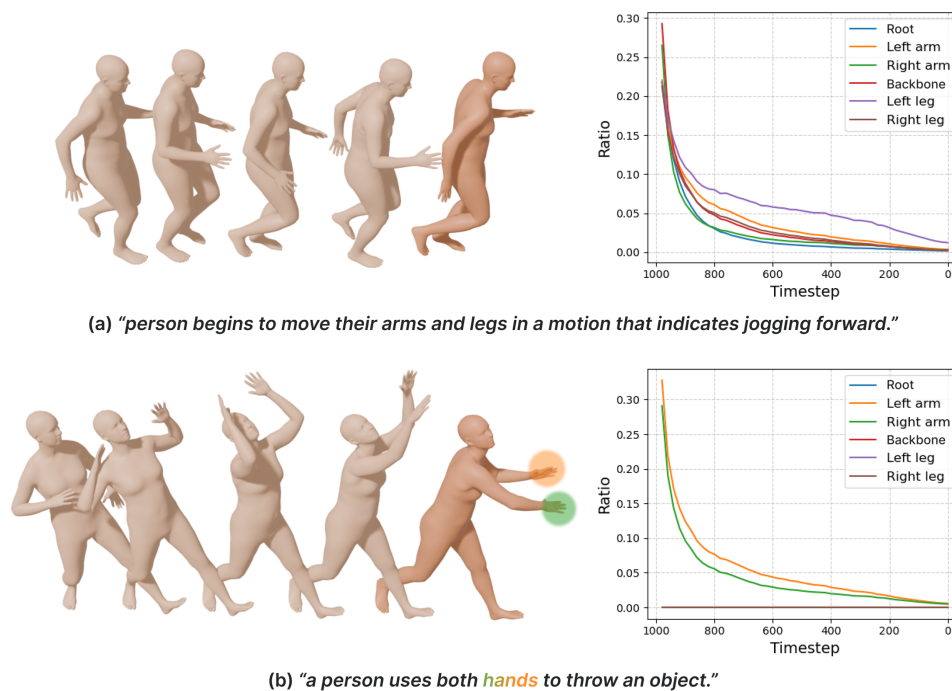 0.30
0.25
0.20
0.15
0.10
0.05
0.00
Ratio
1000 800 600 400 200 0
Timestep
Root
Left arm
Right arm
Backbone
Left leg
Right leg
(a) “person begins to move their arms and legs in a motion that indicates jogging forward.”
0.30
0.25
0.20
0.15
0.10
0.05
0.00
Ratio
1000 800 600 400 200 0
Timestep
Root
Left arm
Right arm
Backbone
Left leg
Right leg
(b) “a person uses both hands to throw an object.”